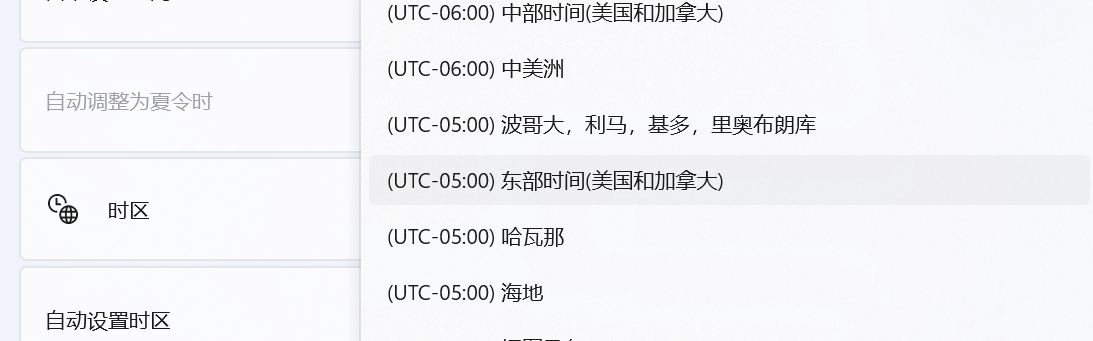 (UTC-06:00) 中部时间(美国和加拿大)
(UTC-06:00) 中美洲
自动调整为夏令时
(UTC-05:00) 波哥大，利马，基多，里奥布朗库
(UTC-05:00) 东部时间(美国和加拿大)
时区
(UTC-05:00) 哈瓦那
(UTC-05:00) 海地
自动设置时区